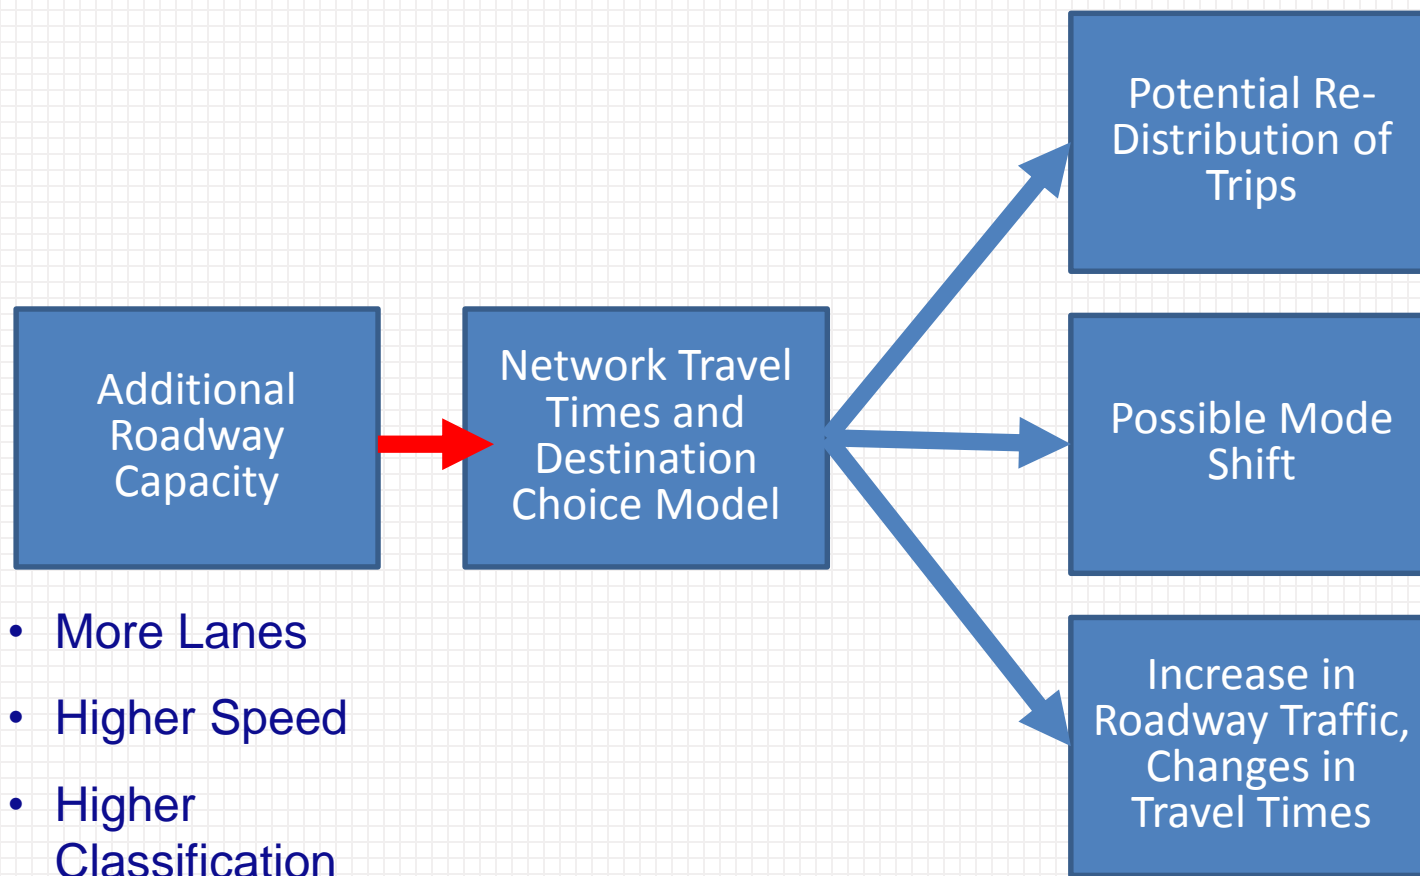 Additional
Roadway
Capacity
• More Lanes
• Higher Speed
• Higher
Classification
Network Travel
Times and
Destination
Choice Model
Potential Re-
Distribution of
Trips
Possible Mode
Shift
Increase in
Roadway Traffic,
Changes in
Travel Times